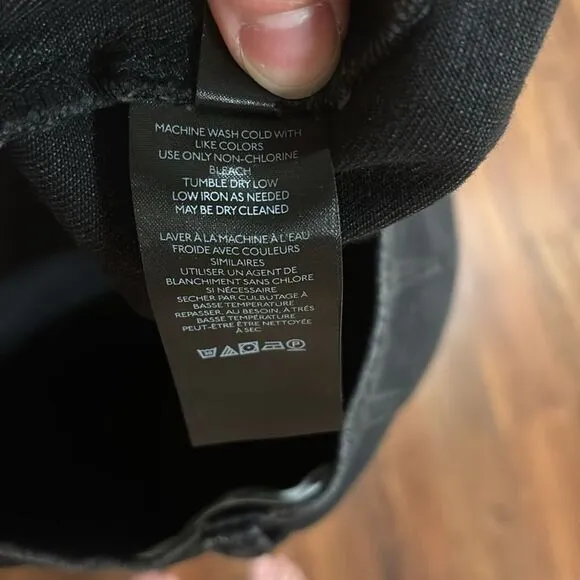 MACHINE WASH COLD WITH
LIKE COLORS
USE ONLY NON-CHLORINE
BLEACH
TUMBLE DRY LOW
LOW IRON AS NEEDED
MAY BE DRY CLEANED
LAVER À LA MACHINE À L'EAU
FROIDE AVEC COULEURS
SIMILAIRES
UTILISER UN AGENT DE
BLANCHIMENT SANS CHLORE
SI NÉCESSAIRE
SECHER PAR CULBUTAGE À
BASSE TEMPÉRATURE
REPASSER, AU BESOIN, À TRÉS
BASSE TEMPÉRATURE
PEUT-ÊTRE ÊTRE NETTOYÉE
À SEC